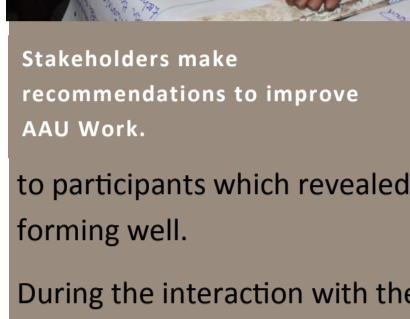 Stakeholders make
recommendations to improve
AAU Work.
to participants which revealed
forming well.
During the interaction with the